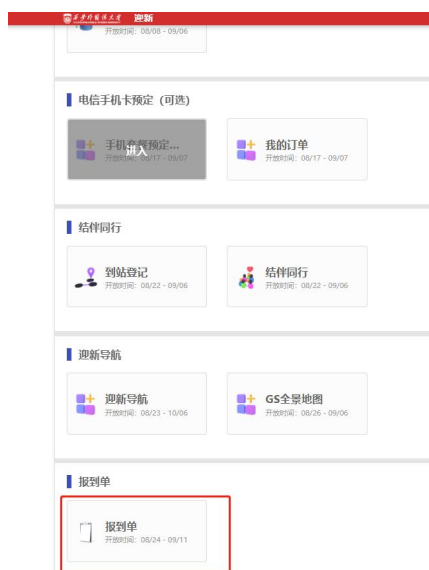 迎新
开放时间: 08/08 - 09/06
电信手机卡预定（可选）
手机套餐预定...
进入
开放时间: 08/17 - 09/07
我的订单
开放时间: 08/17 - 09/07
结伴同行
到站登记
开放时间: 08/22 - 09/06
结伴同行
开放时间: 08/22 - 09/06
迎新导航
迎新导航
开放时间: 08/23 - 10/06
GS全景地图
开放时间: 08/26 - 09/06
报到单
报到单
开放时间: 08/24 - 09/11